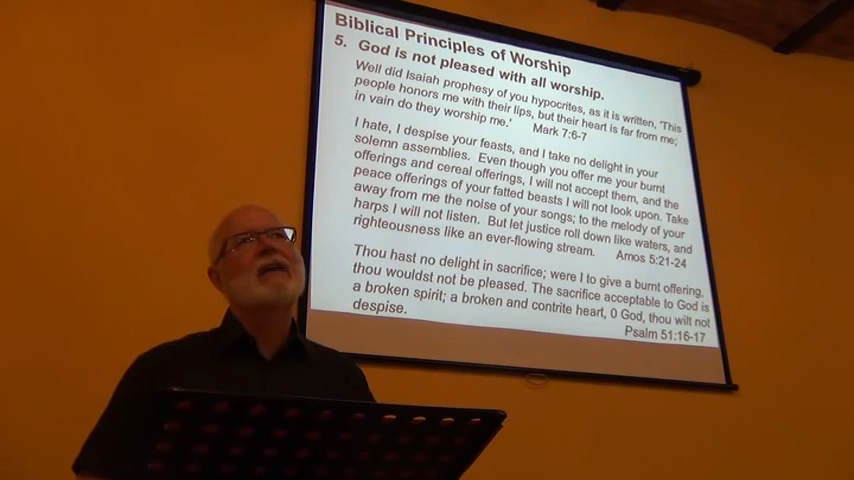 Biblical Principles of Worship
5. God is not pleased with all worship.
Well did Isaiah prophesy of you hypocrites, as it is written, 'This
people honors me with their lips, but their heart is far from me;
in vain do they worship me.' Mark 7:6-7
I hate, I despise your feasts, and I take no delight in your
solemn assemblies. Even though you offer me your burnt
offerings and cereal offerings, I will not accept them, and the
peace offerings of your fatted beasts I will not look upon. Take
away from me the noise of your songs; to the melody of your
harps I will not listen. But let justice roll down like waters, and
righteousness like an ever-flowing stream. Amos 5:21-24
Thou hast no delight in sacrifice; were I to give a burnt offering,
thou wouldst not be pleased. The sacrifice acceptable to God is
a broken spirit; a broken and contrite heart, O God, thou wilt not
despise. Psalm 51:16-17